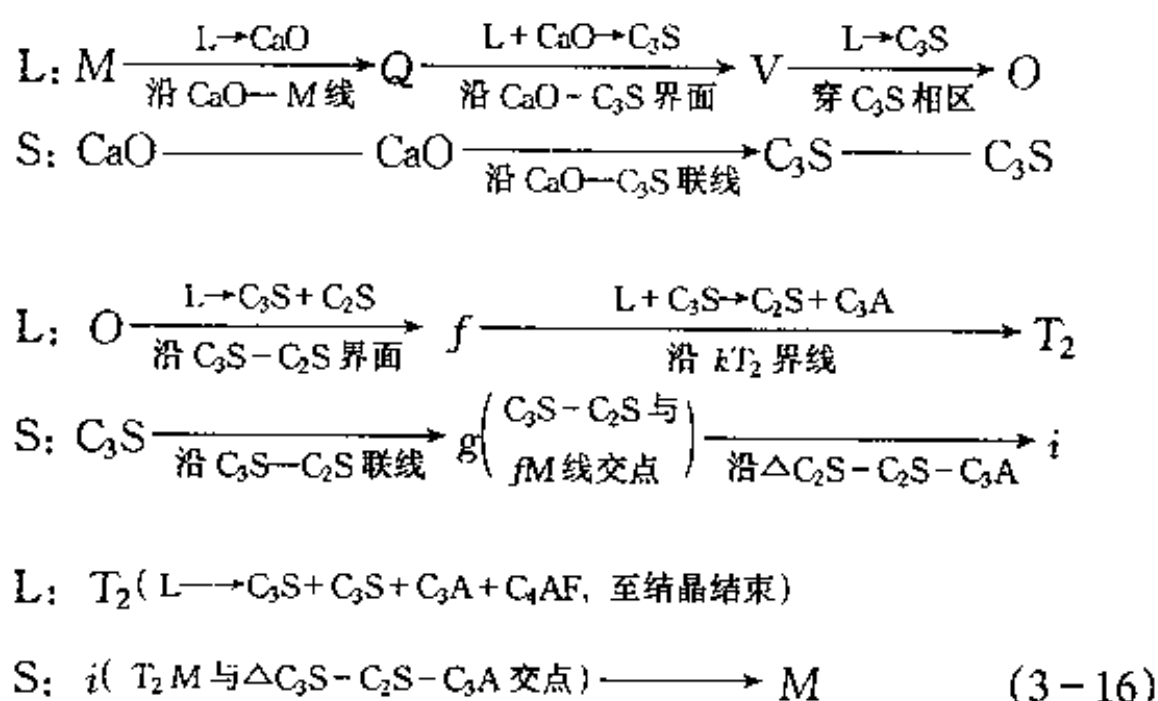 L→CaO L+CaO→C₃S L→C₃S
L: M → Q → V → O
沿 CaO—M 线 沿 CaO-C₃S 界面 穿 C₃S 相区
S: CaO —— CaO → C₃S —— C₃S
沿 CaO—C₃S 联线
L→C₃S+C₂S L+C₃S→C₂S+C₃A
L: O → f → T₂
沿 C₃S-C₂S 界面 沿 kT₂ 界线
S: C₃S → g(C₃S-C₂S 与 fM 线交点) → i
沿 C₃S—C₂S 联线 沿△C₂S-C₂S-C₃A
L: T₂(L→C₃S+C₃S+C₃A+C₄AF, 至结晶结束)
S: i(T₂M 与△C₃S-C₂S-C₃A 交点) → M (3-16)